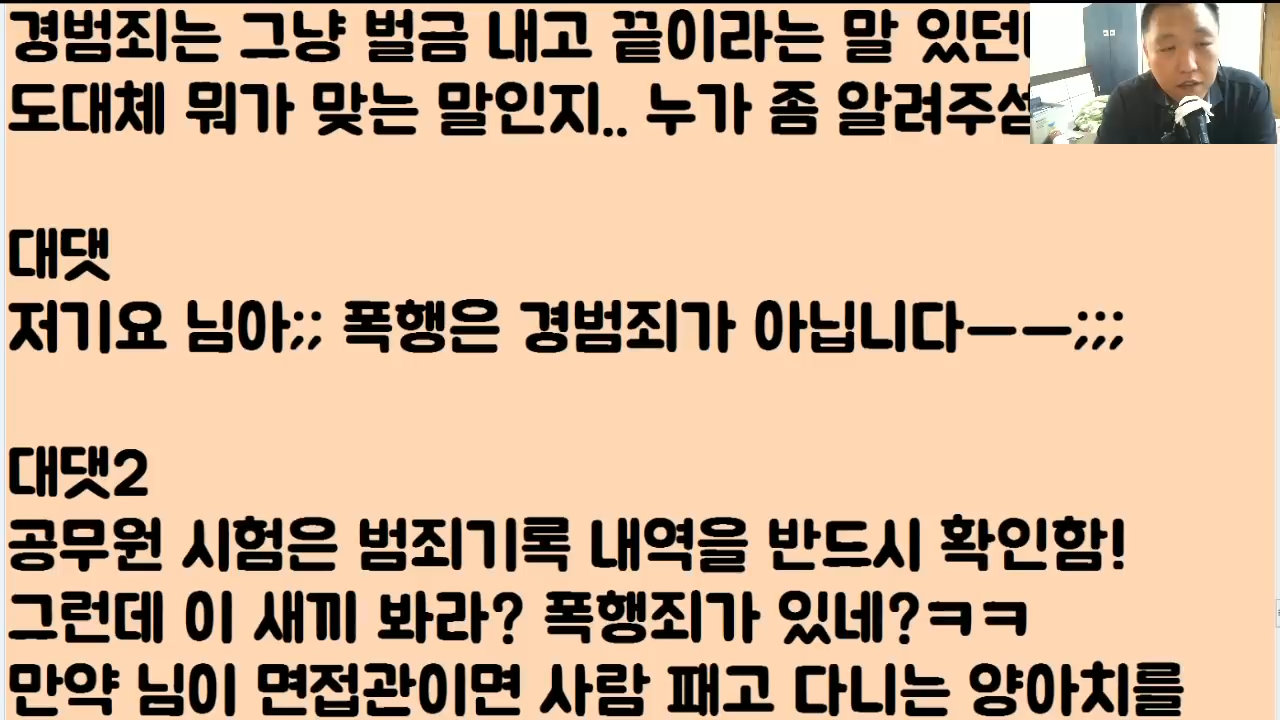 경범죄는 그냥 벌금 내고 끝이라는 말
도대체 뭐가 맞는 말인지.. 누가 좀
대댓
저기요 님아;; 폭행은 경범죄가 아닙니다ㅡㅡ;;;
대댓2
공무원 시험은 범죄기록 내역을 반드시 확인함!
그런데 이 새끼 봐라? 폭행죄가 있네?ㅋㅋ
만약 님이 면접관이면 사람 패고 다니는 양아치를